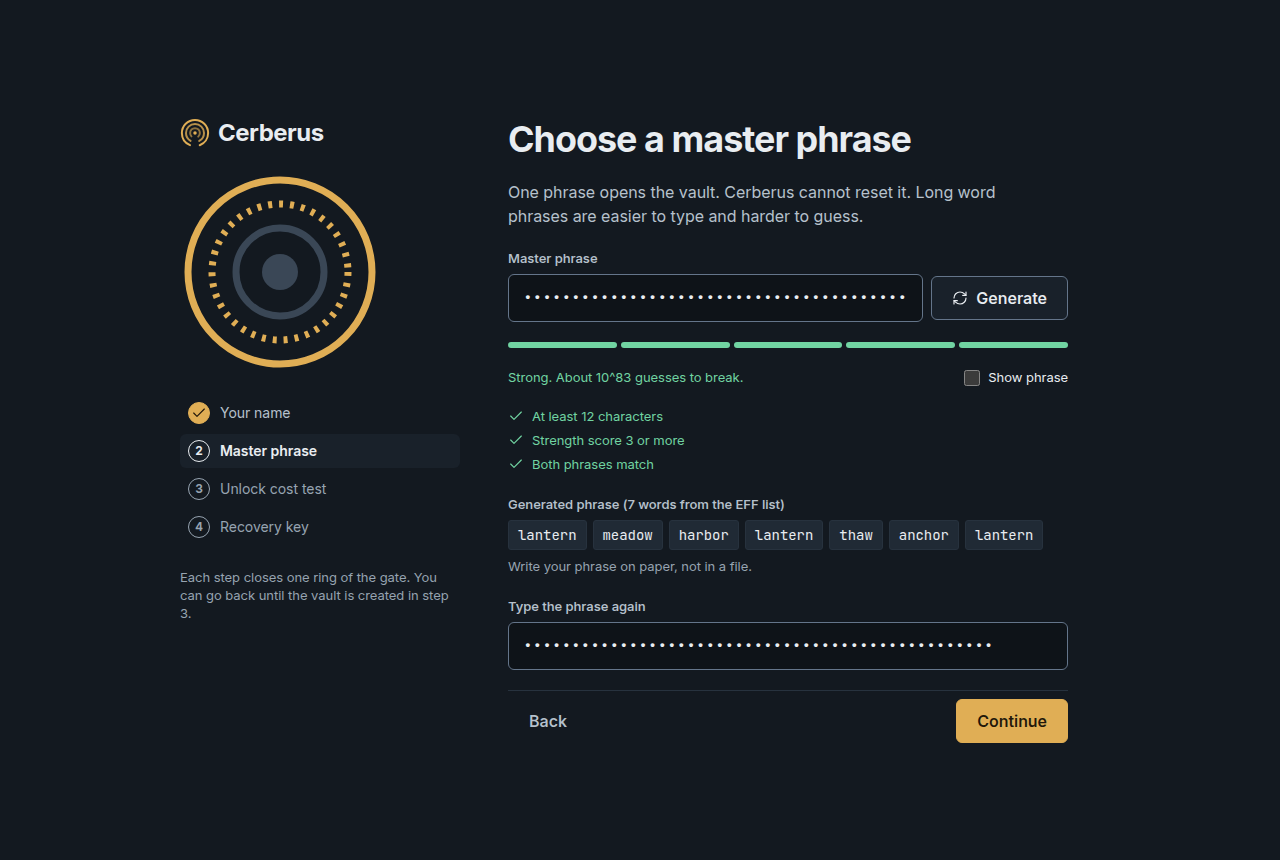 Cerberus
Your name
2 Master phrase
3 Unlock cost test
4 Recovery key
Each step closes one ring of the gate. You
can go back until the vault is created in step
3.
Choose a master phrase
One phrase opens the vault. Cerberus cannot reset it. Long word
phrases are easier to type and harder to guess.
Master phrase
••••••••••••••••••••••••••••••••••••••••
Generate
Strong. About 10^83 guesses to break.
Show phrase
At least 12 characters
Strength score 3 or more
Both phrases match
Generated phrase (7 words from the EFF list)
lantern meadow harbor lantern thaw anchor lantern
Write your phrase on paper, not in a file.
Type the phrase again
•••••••••••••••••••••••••••••••••••••••••••••••••
Back
Continue